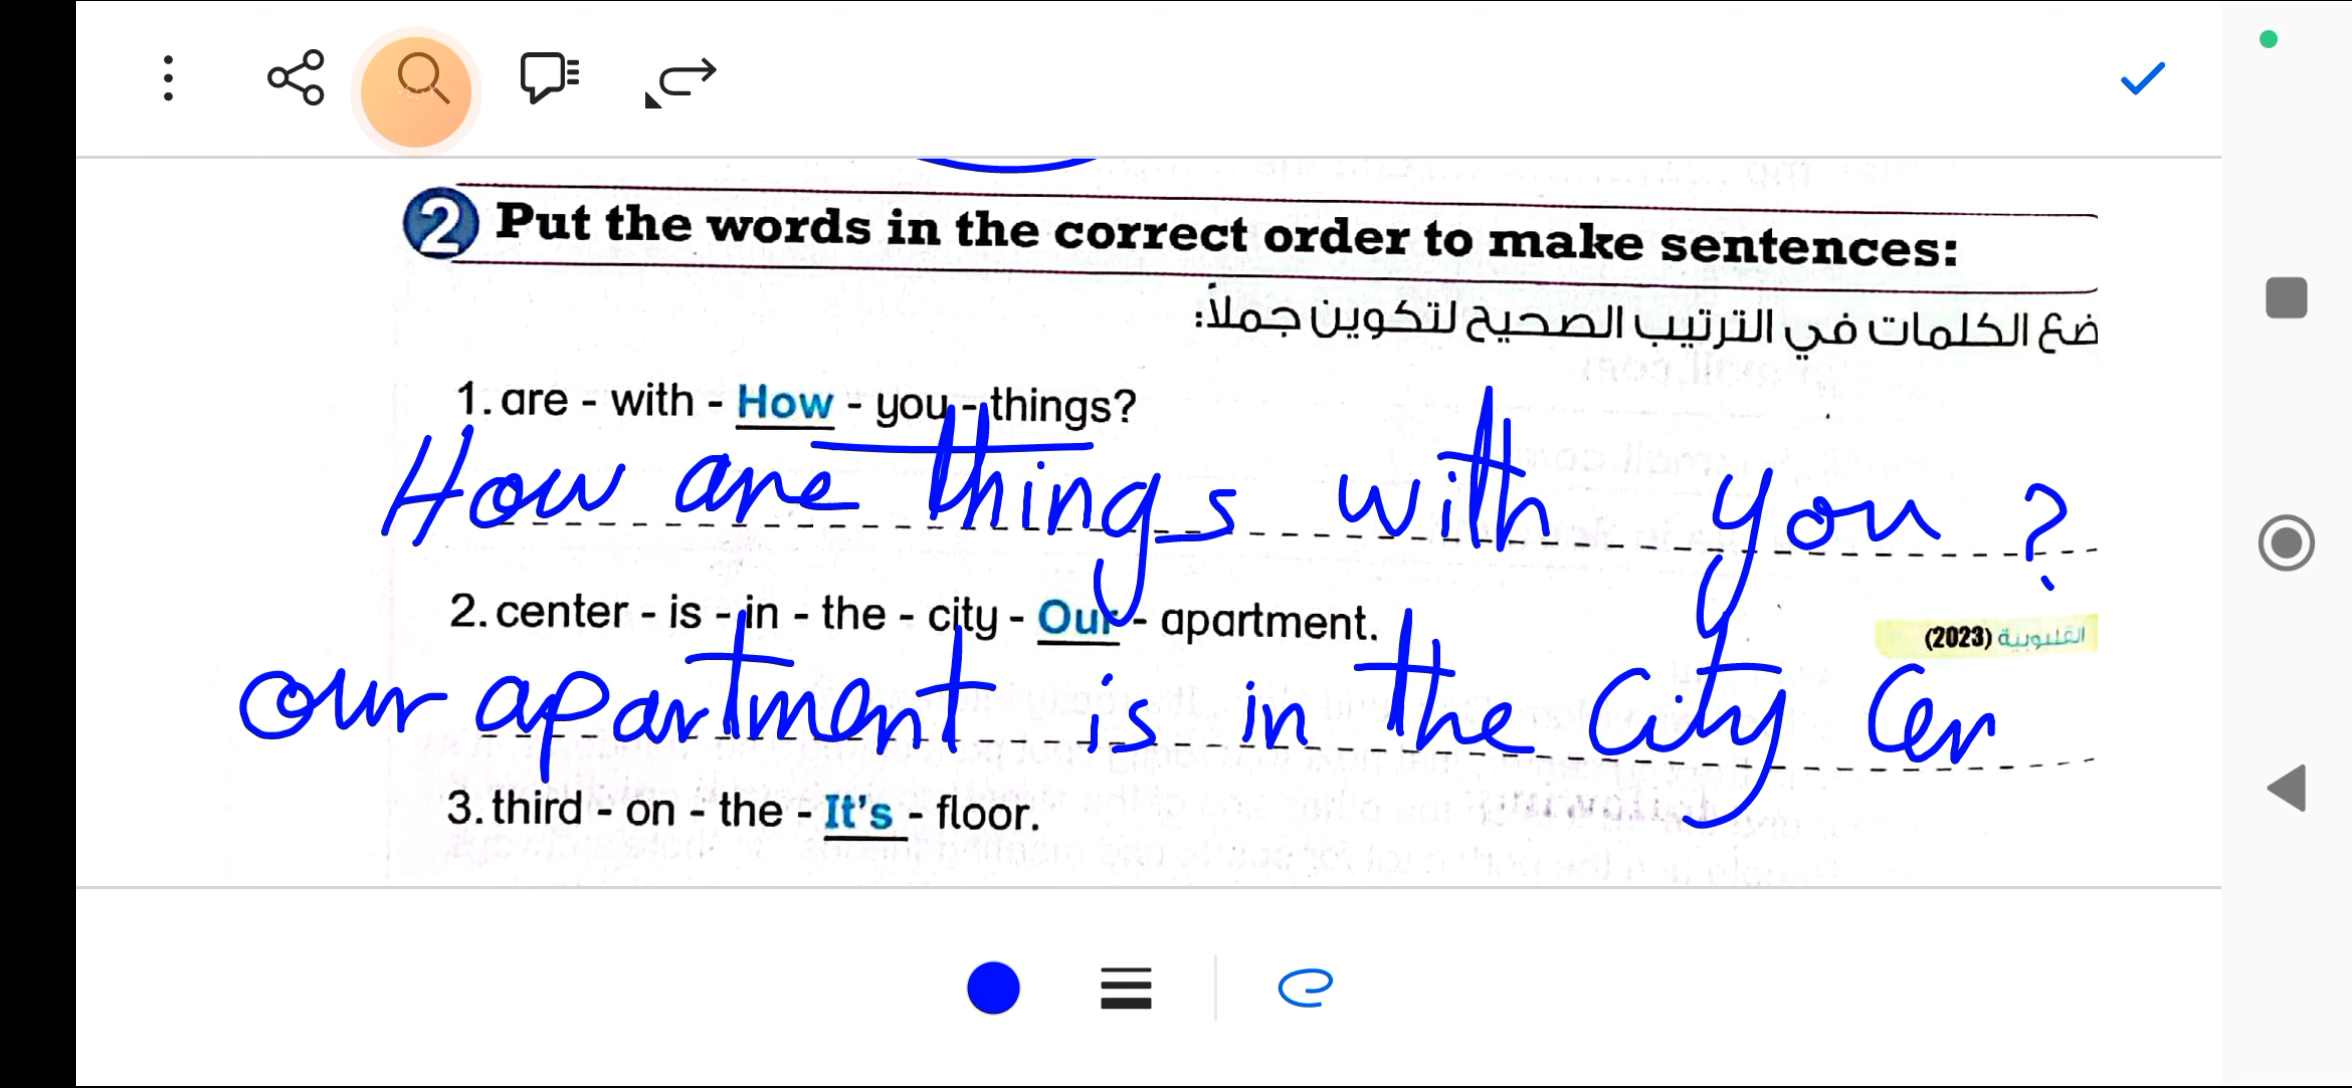 2 Put the words in the correct order to make sentences:
ضع الكلمات في الترتيب الصحيح لتكوين جملاً:
1. are - with - How - you - things?
How are things with you ?
2. center - is - in - the - city - Our - apartment.
القليوبية (2023)
our apartment is in the City Cen
3. third - on - the - It's - floor.